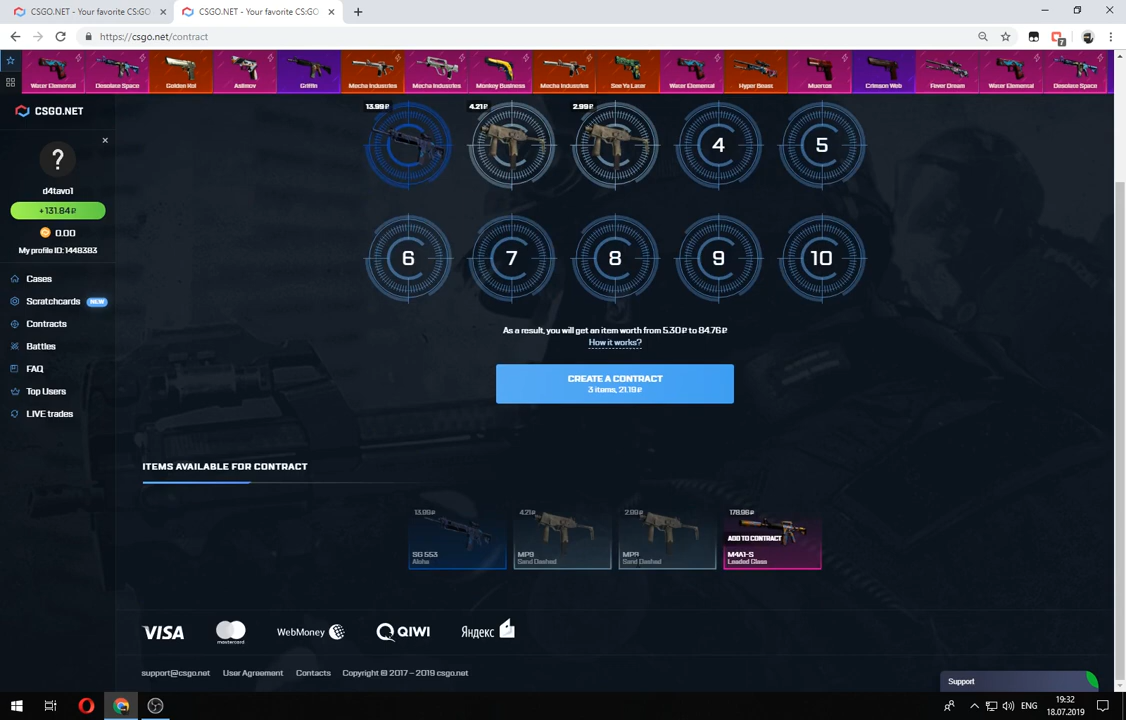 CSGO.NET - Your favorite CS:GO
CSGO.NET - Your favorite CS:GO
https://csgo.net/contract
7
Water Elemental
Desolate Space
Golden Koi
Asiimov
Griffin
Mecha Industries
Mecha Industries
Monkey Business
Mecha Industries
See Ya Later
Water Elemental
Hyper Beast
Muertos
Crimson Web
Fever Dream
Water Elemental
Desolate Space
CSGO.NET
?
d4tavo1
+131.84₽
0.00
My profile ID: 1448383
Cases
Scratchcards NEW
Contracts
Battles
FAQ
Top Users
LIVE trades
13.99₽
4.21₽
2.99₽
4
5
6
7
8
9
10
As a result, you will get an item worth from 5.30₽ to 84.76₽
How it works?
CREATE A CONTRACT
3 items, 21.19₽
ITEMS AVAILABLE FOR CONTRACT
13.99₽
SG 553
Aloha
4.21₽
MP9
Sand Dashed
2.99₽
MP9
Sand Dashed
178.96₽
ADD TO CONTRACT
M4A1-S
Leaded Glass
VISA
mastercard
WebMoney
QIWI
Яндекс
support@csgo.net
User Agreement
Contacts
Copyright © 2017 – 2019 csgo.net
Support
ENG
19:32
18.07.2019